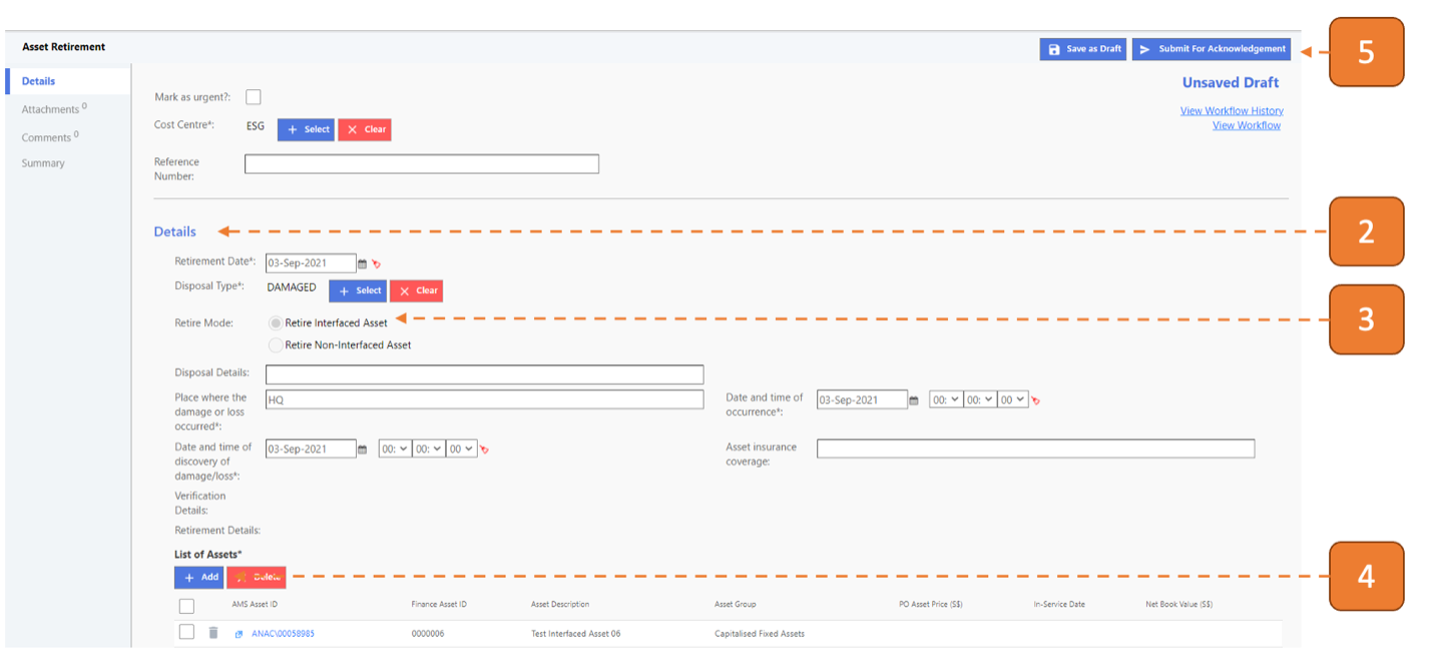 Asset Retirement
Save as Draft
Submit For Acknowledgement
5
Details
Attachments 0
Comments 0
Summary
Unsaved Draft
View Workflow History
View Workflow
Mark as urgent?:
Cost Centre*: ESG + Select × Clear
Reference
Number:
Details
2
Retirement Date*: 03-Sep-2021
Disposal Type*: DAMAGED + Select × Clear
Retire Mode: Retire Interfaced Asset
3
Retire Non-Interfaced Asset
Disposal Details:
Place where the
damage or loss
occurred*:
HQ
Date and time of
occurrence*:
03-Sep-2021 00: 00: 00
Date and time of
discovery of
damage/loss*:
03-Sep-2021 00: 00: 00
Asset insurance
coverage:
Verification
Details:
Retirement Details:
List of Assets*
+ Add Delete
4
AMS Asset ID Finance Asset ID Asset Description Asset Group PO Asset Price (S$) In-Service Date Net Book Value (S$)
ANAC\00058985 0000006 Test Interfaced Asset 06 Capitalised Fixed Assets